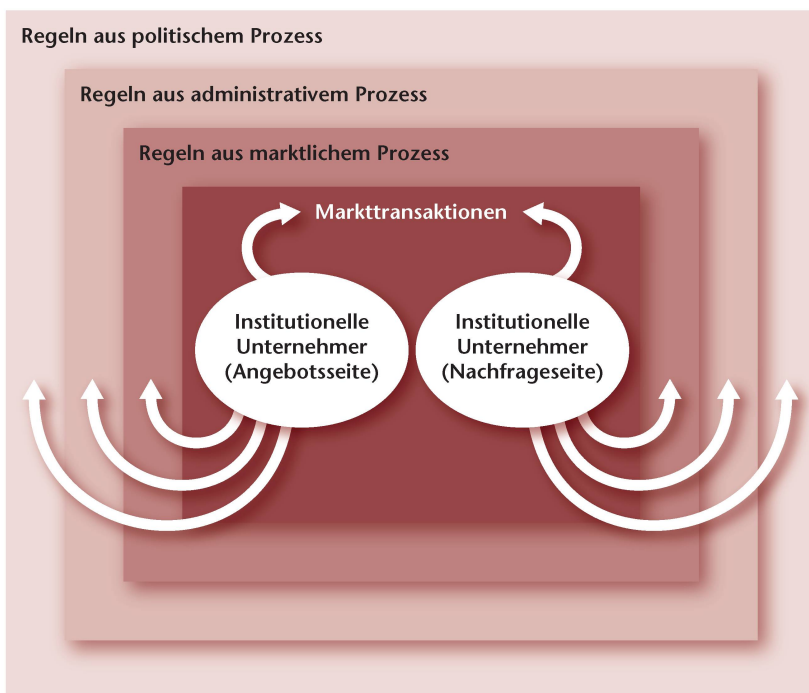 Regeln aus politischem Prozess
Regeln aus administrativem Prozess
Regeln aus marktlichem Prozess
Markttransaktionen
Institutionelle
Unternehmer
(Angebotsseite)
Institutionelle
Unternehmer
(Nachfrageseite)